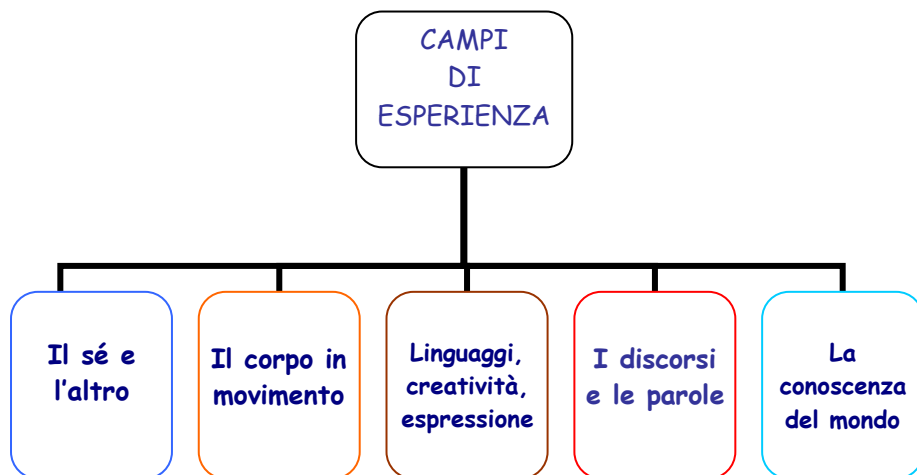 CAMPI
DI
ESPERIENZA
Il sé e
l’altro
Il corpo in
movimento
Linguaggi,
creatività,
espressione
I discorsi
e le parole
La
conoscenza
del mondo